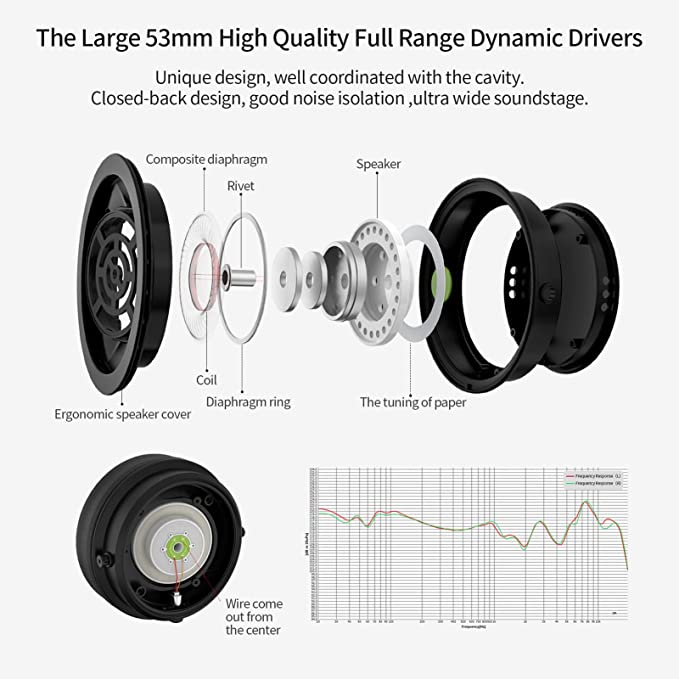 The Large 53mm High Quality Full Range Dynamic Drivers
Unique design, well coordinated with the cavity.
Closed-back design, good noise isolation ,ultra wide soundstage.
Composite diaphragm
Speaker
Rivet
Coil
Diaphragm ring
The tuning of paper
Ergonomic speaker cover
Frequency Response (L)
Frequency Response (R)
Wire come
out from
the center
Frequency(Hz)